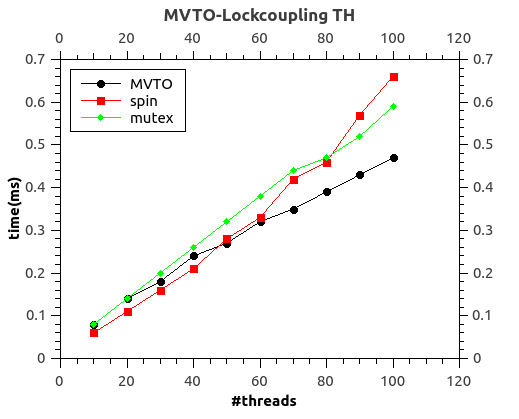 MVTO-Lockcoupling TH
0 20 40 60 80 100 120
0.7 0.7
MVTO
spin
mutex
0.6 0.6
0.5 0.5
0.4 0.4
time(ms)
0.3 0.3
0.2 0.2
0.1 0.1
0 0
0 20 40 60 80 100 120
#threads